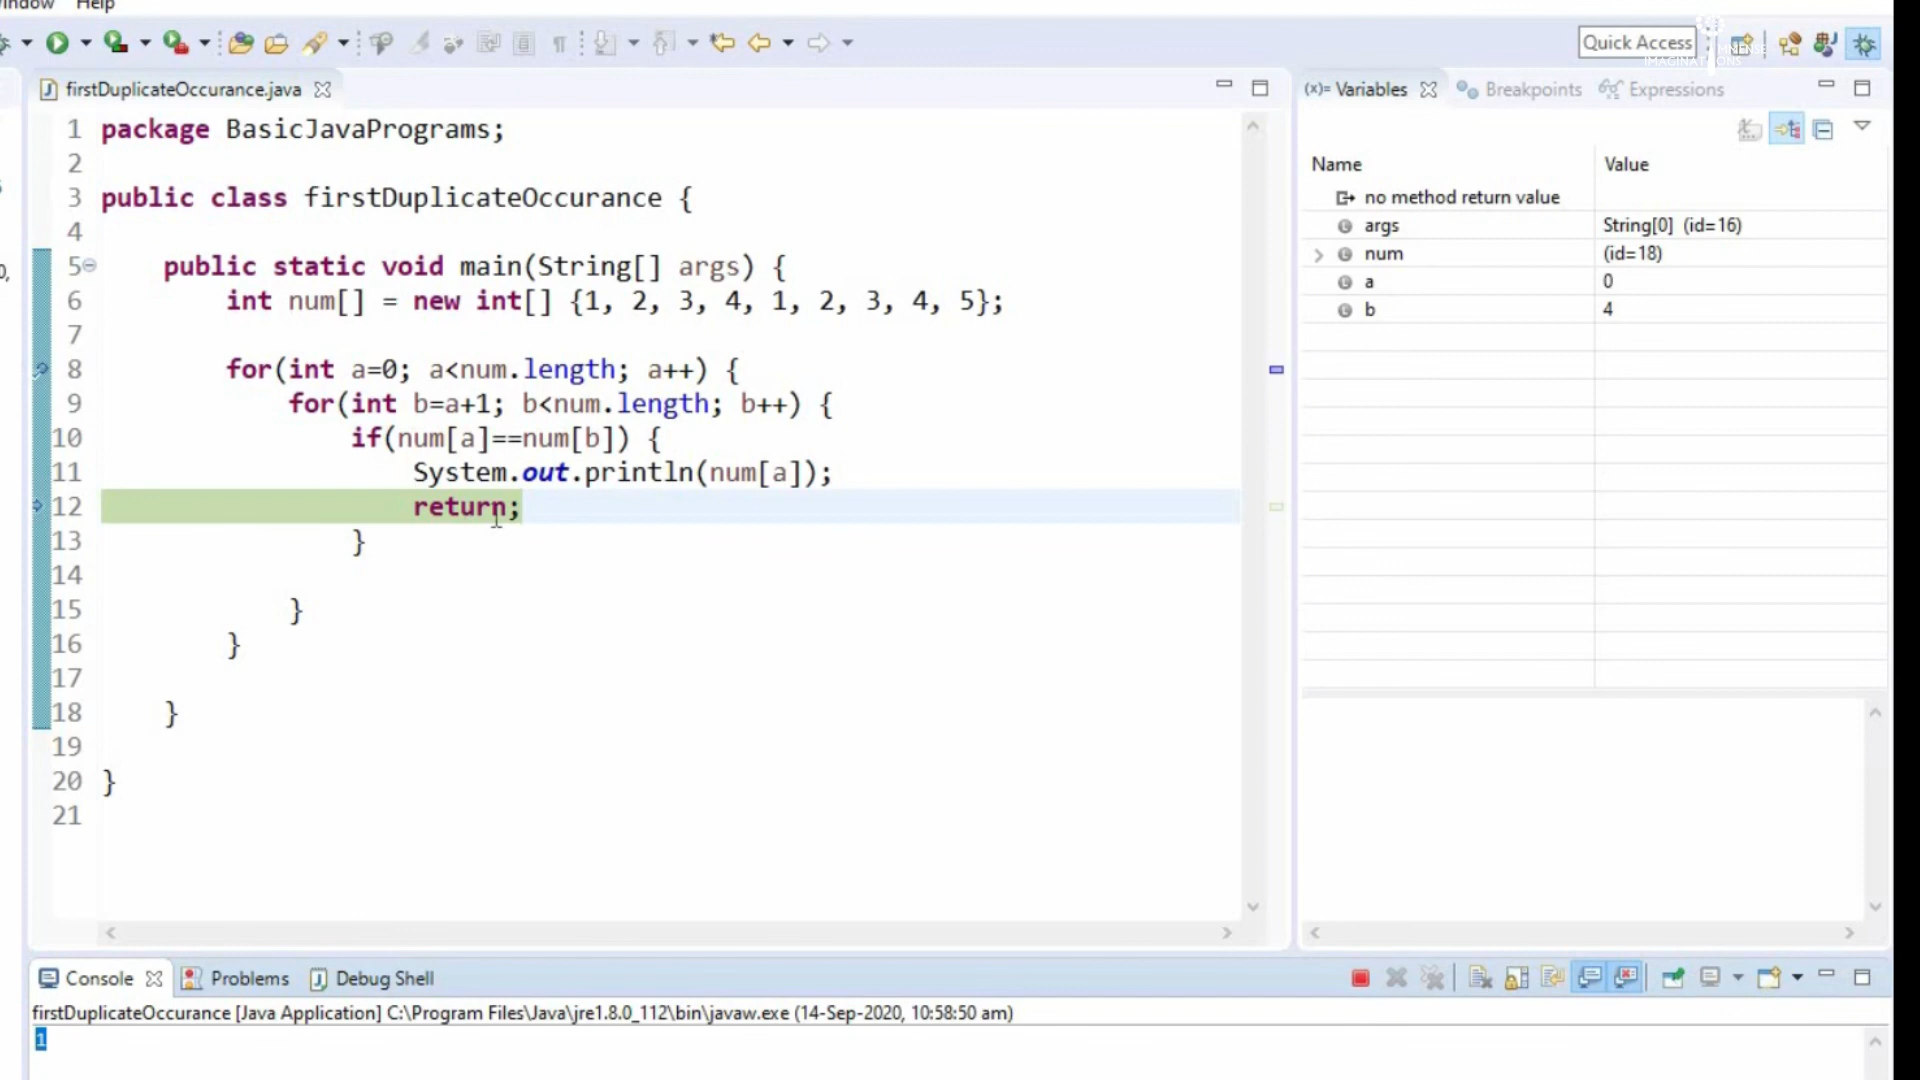 Window Help
Quick Access
MNENSE
IMAGINATIONS
firstDuplicateOccurance.java
1 package BasicJavaPrograms;
2
3 public class firstDuplicateOccurance {
4
5 public static void main(String[] args) {
6 int num[] = new int[] {1, 2, 3, 4, 1, 2, 3, 4, 5};
7
8 for(int a=0; a<num.length; a++) {
9 for(int b=a+1; b<num.length; b++) {
10 if(num[a]==num[b]) {
11 System.out.println(num[a]);
12 return;
13 }
14
15 }
16 }
17
18 }
19
20 }
21
(x)= Variables Breakpoints Expressions
Name Value
no method return value
args String[0] (id=16)
num (id=18)
a 0
b 4
Console Problems Debug Shell
firstDuplicateOccurance [Java Application] C:\Program Files\Java\jre1.8.0_112\bin\javaw.exe (14-Sep-2020, 10:58:50 am)
1